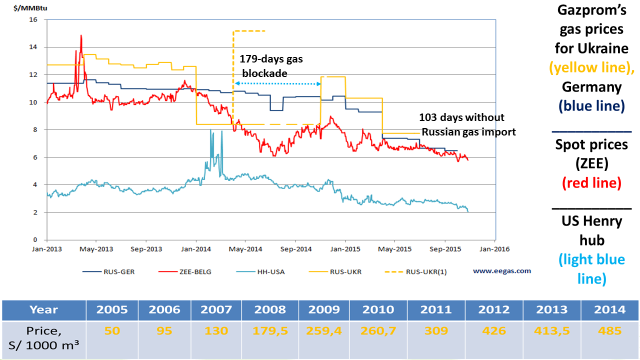 $/MMBtu
16
14
12
10
8
6
4
2
0
179-days gas
blockade
103 days without
Russian gas import
Jan-2013
May-2013
Sep-2013
Jan-2014
May-2014
Sep-2014
Jan-2015
May-2015
Sep-2015
Jan-2016
RUS-GER
ZEE-BELG
HH-USA
RUS-UKR
RUS-UKR(1)
www.eegas.com
Gazprom's
gas prices
for Ukraine
(yellow line),
Germany
(blue line)
Spot prices
(ZEE)
(red line)
US Henry
hub
(light blue
line)
Year 2005 2006 2007 2008 2009 2010 2011 2012 2013 2014
Price,
S/ 1000 m³ 50 95 130 179,5 259,4 260,7 309 426 413,5 485